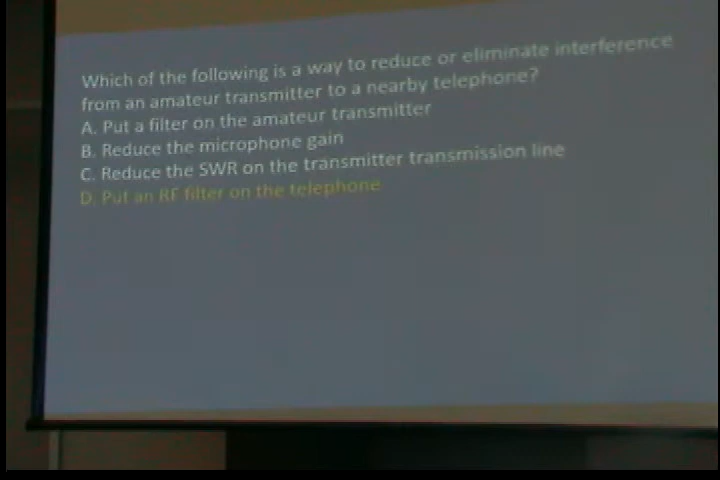 Which of the following is a way to reduce or eliminate interference
from an amateur transmitter to a nearby telephone?
A. Put a filter on the amateur transmitter
B. Reduce the microphone gain
C. Reduce the SWR on the transmitter transmission line
D. Put an RF filter on the telephone